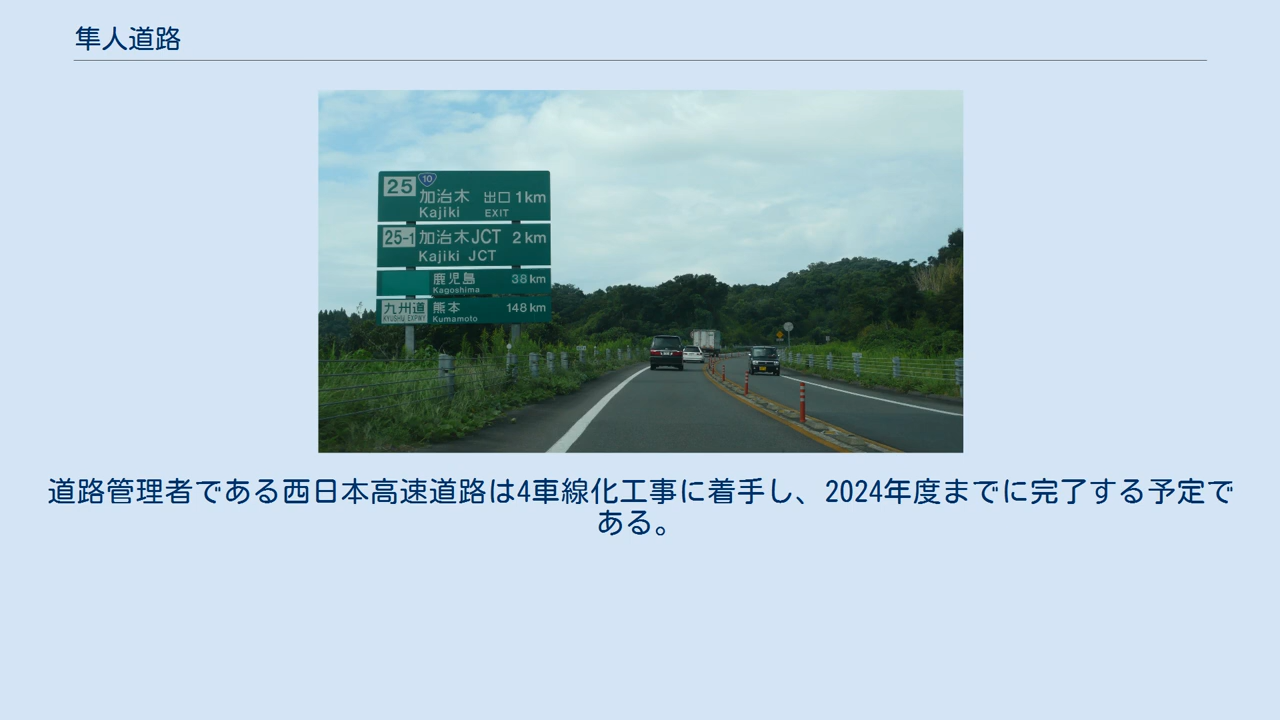 隼人道路
25 10 加治木 出口 1km
Kajiki EXIT
25-1 加治木JCT 2km
Kajiki JCT
鹿児島 38km
Kagoshima
九州道 熊本 148km
KYUSHU EXPWY Kumamoto
道路管理者である西日本高速道路は4車線化工事に着手し、2024年度までに完了する予定で
ある。